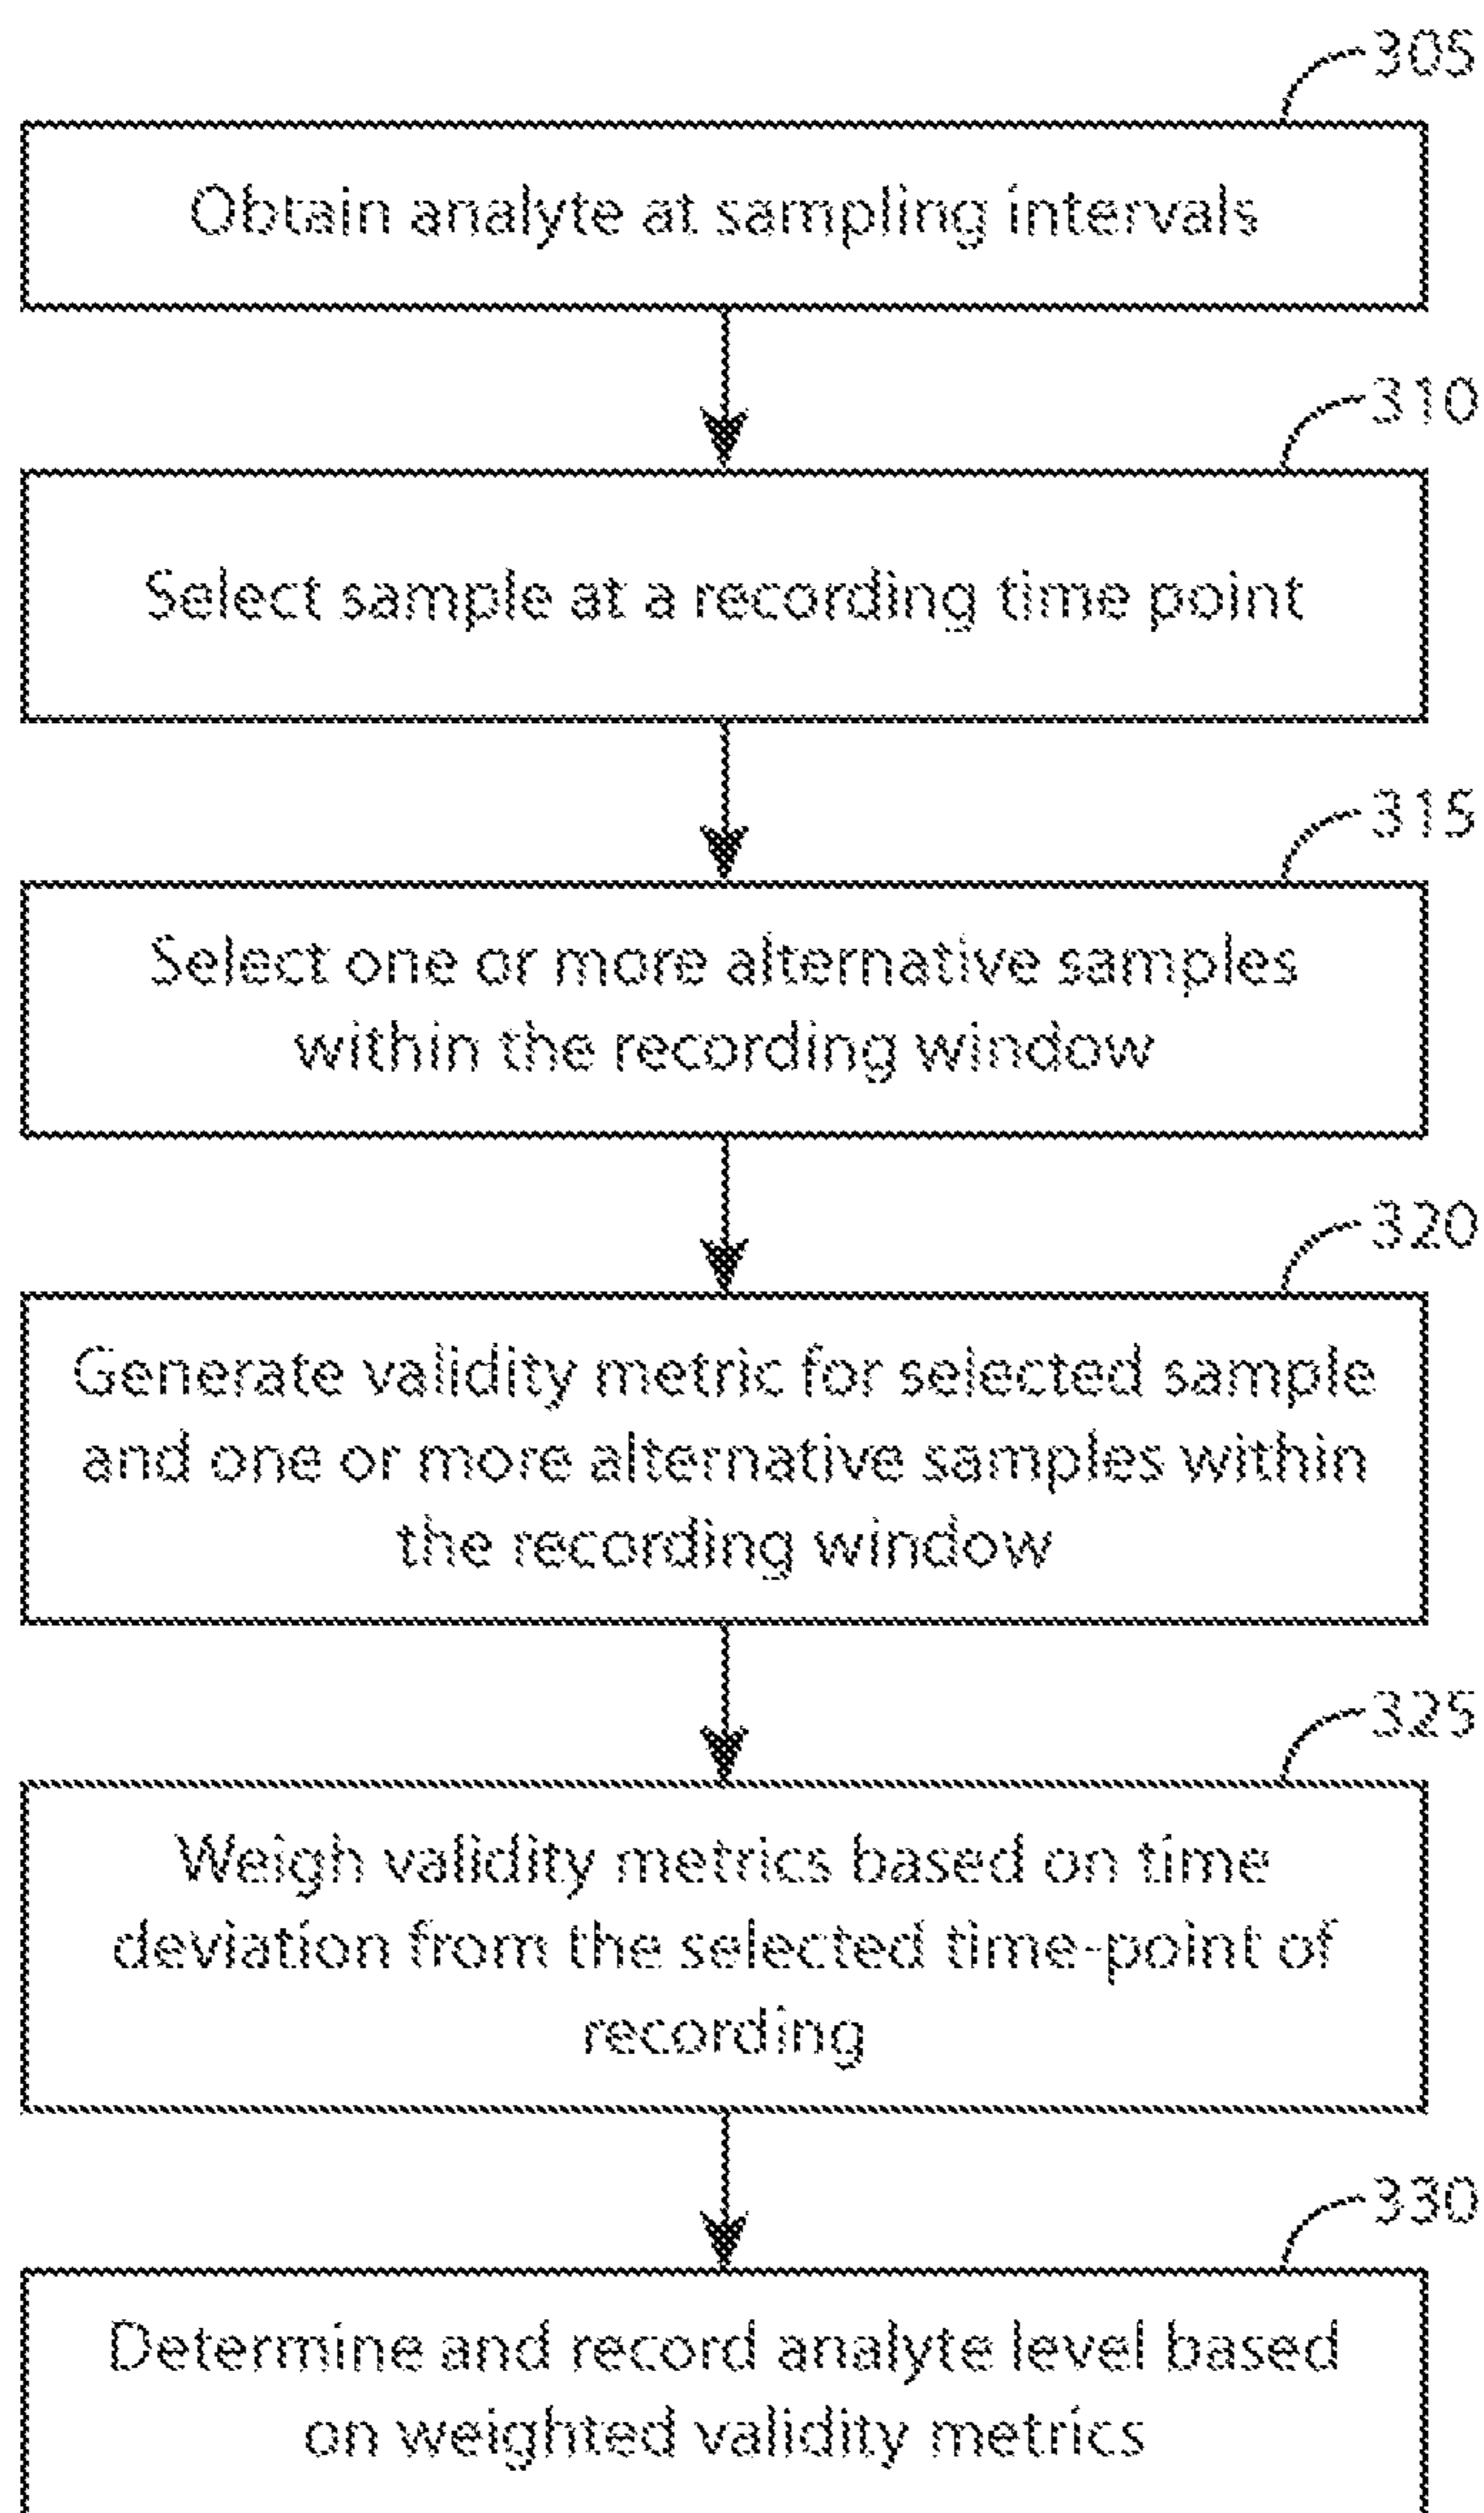 305
Obtain analyte at sampling intervals
310
Select sample at a recording time point
315
Select one or more alternative samples
within the recording window
320
Generate validity metric for selected sample
and one or more alternative samples within
the recording window
325
Weigh validity metrics based on time
deviation from the selected time-point of
recording
330
Determine and record analyte level based
on weighted validity metrics